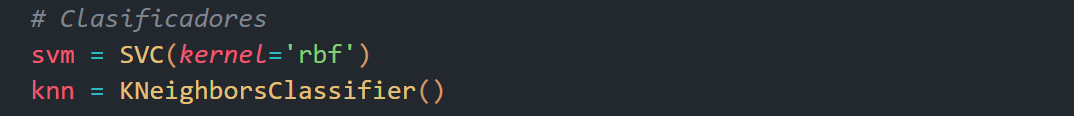 # Clasificadores
svm = SVC(kernel='rbf')
knn = KNeighborsClassifier()